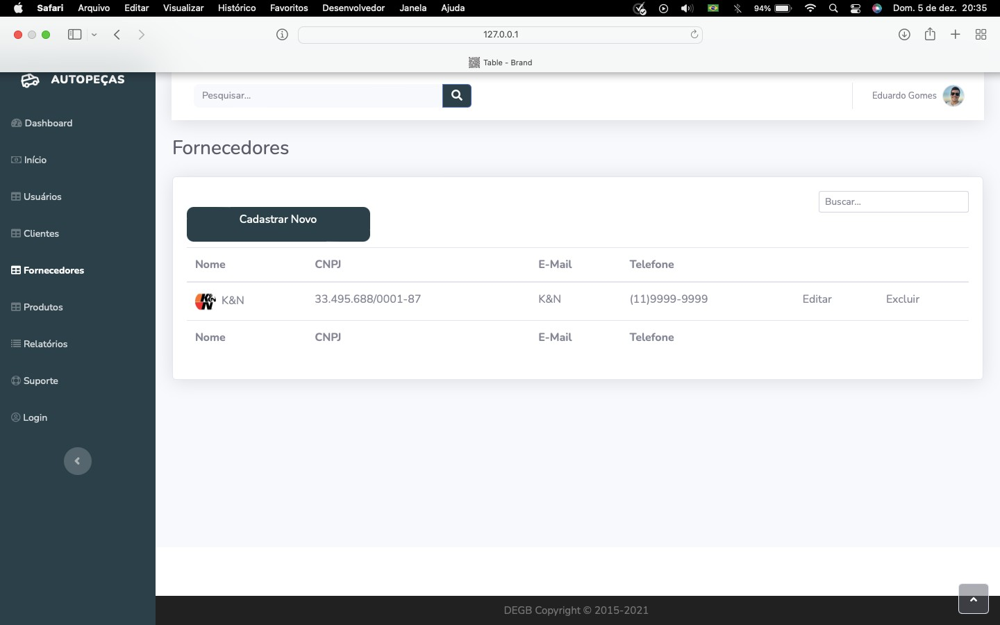 Safari Arquivo Editar Visualizar Histórico Favoritos Desenvolvedor Janela Ajuda 94% Dom. 5 de dez. 20:35
127.0.0.1
Table - Brand
AUTOPEÇAS
Pesquisar...
Eduardo Gomes
Dashboard
Início
Usuários
Clientes
Fornecedores
Produtos
Relatórios
Suporte
Login
Fornecedores
Buscar...
Cadastrar Novo
Nome CNPJ E-Mail Telefone
K&N K&N 33.495.688/0001-87 K&N (11)9999-9999 Editar Excluir
Nome CNPJ E-Mail Telefone
DEGB Copyright © 2015-2021